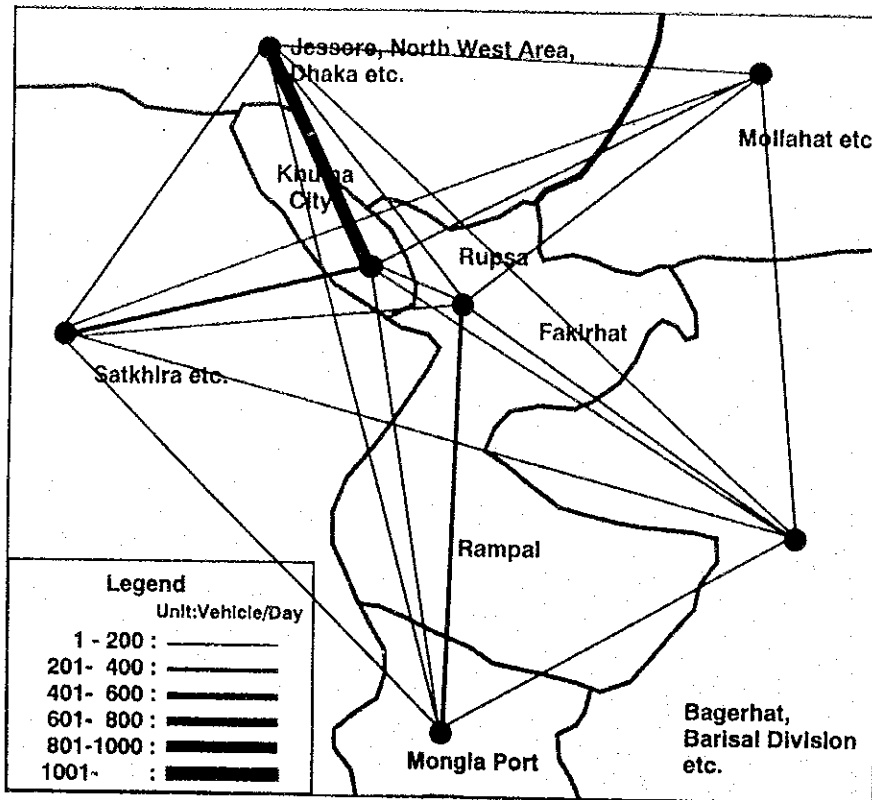 Jessore, North West Area,
Dhaka etc.
Mollahat etc
Khulna
City
Rupsa
Fakirhat
Satkhira etc.
Rampal
Legend
Unit:Vehicle/Day
1 - 200 :
201- 400 :
401- 600 :
601- 800 :
801-1000 :
1001- :
Mongla Port
Bagerhat,
Barisal Division
etc.